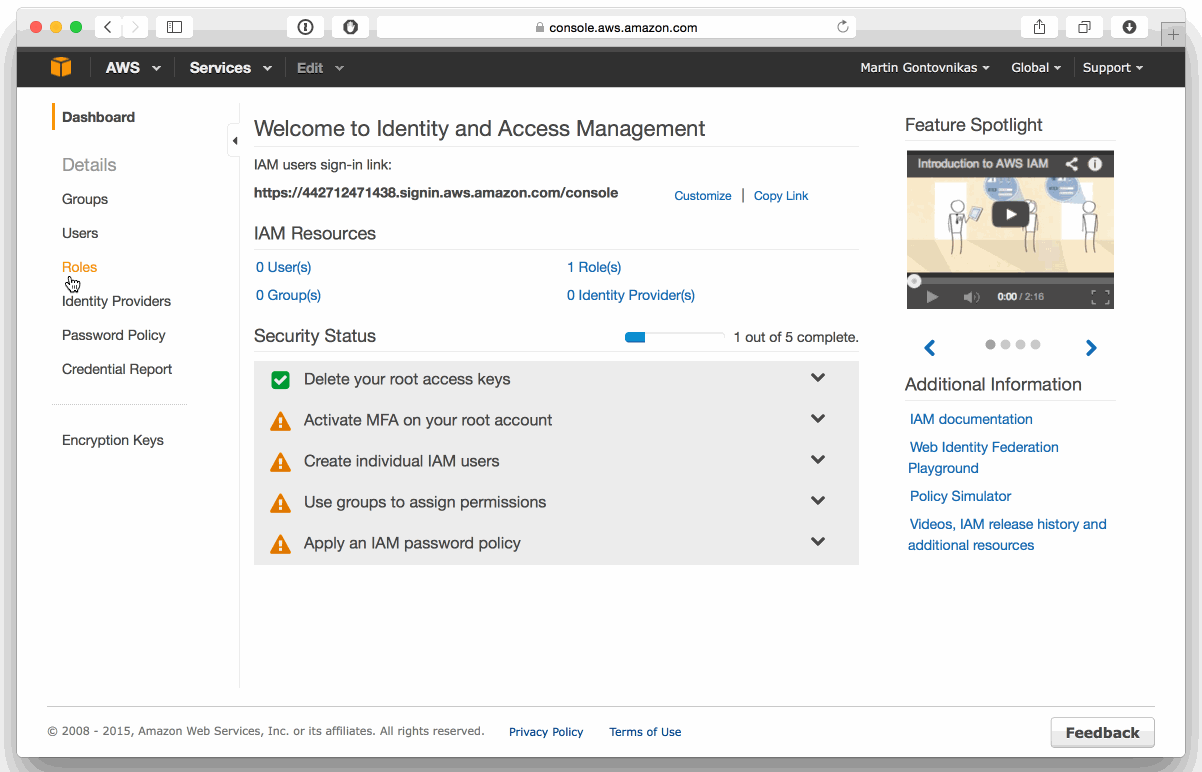 console.aws.amazon.com
AWS Services Edit Martin Gontovnikas Global Support
Dashboard
Details
Groups
Users
Roles
Identity Providers
Password Policy
Credential Report
Encryption Keys
Welcome to Identity and Access Management
IAM users sign-in link:
https://442712471438.signin.aws.amazon.com/console Customize | Copy Link
IAM Resources
0 User(s) 1 Role(s)
0 Group(s) 0 Identity Provider(s)
Security Status 1 out of 5 complete.
Delete your root access keys
Activate MFA on your root account
Create individual IAM users
Use groups to assign permissions
Apply an IAM password policy
Feature Spotlight
Introduction to AWS IAM
0:00 / 2:16
Additional Information
IAM documentation
Web Identity Federation
Playground
Policy Simulator
Videos, IAM release history and
additional resources
© 2008 - 2015, Amazon Web Services, Inc. or its affiliates. All rights reserved. Privacy Policy Terms of Use Feedback